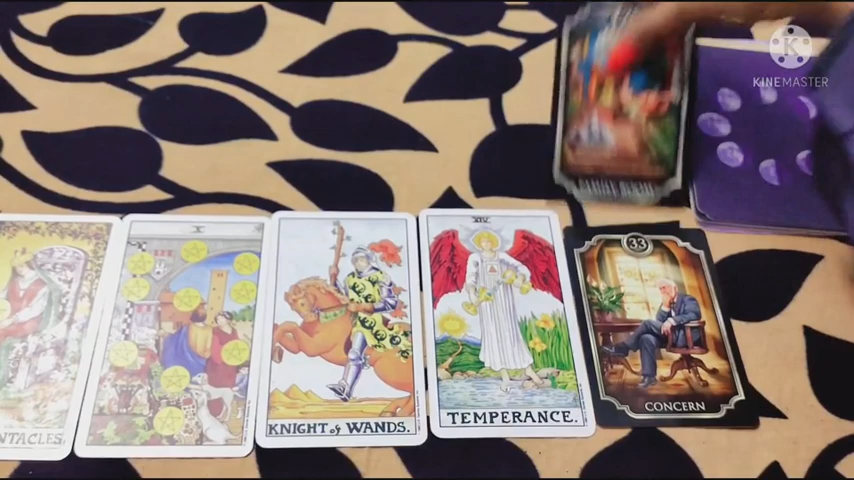 K
KINEMASTER
X
XIV
33
NTACLES
KNIGHT of WANDS.
TEMPERANCE.
CONCERN